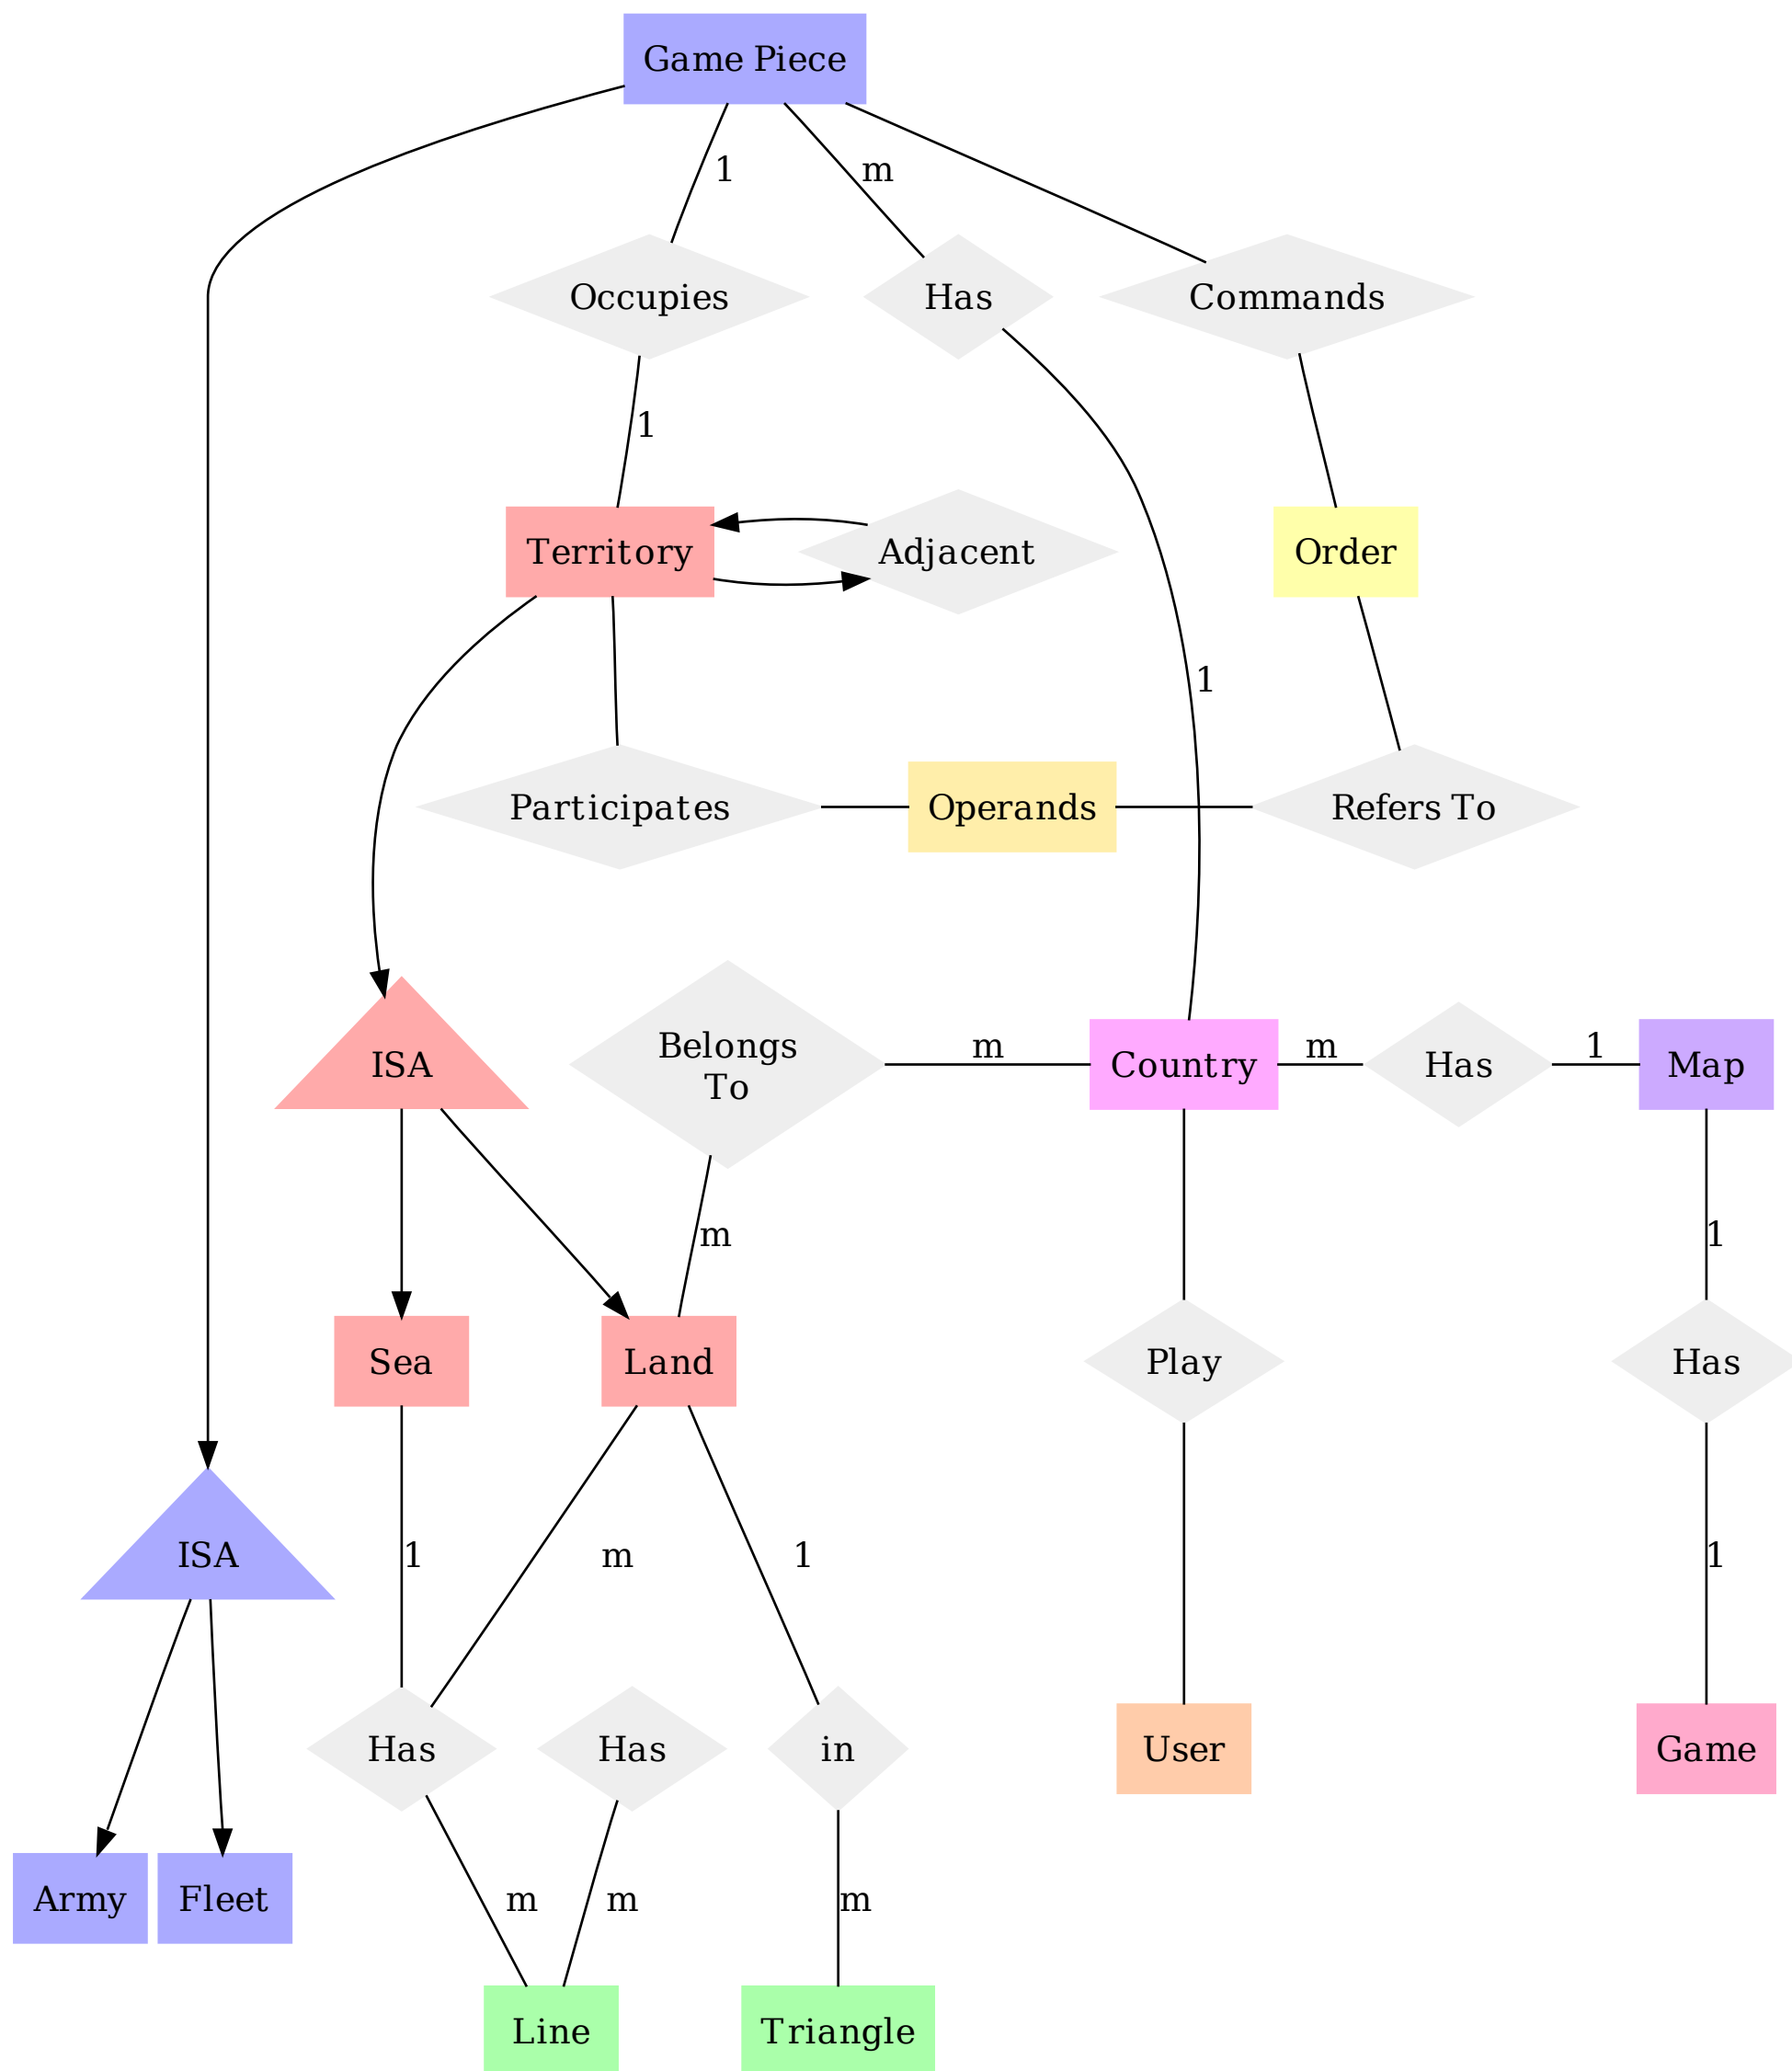 Game Piece
1
m
Occupies
Has
Commands
1
Territory
Adjacent
Order
1
Participates
Operands
Refers To
ISA
Belongs
To
m
Country
m
Has
1
Map
m
1
Sea
Land
Play
Has
ISA
1
m
1
1
Has
Has
in
User
Game
Army
Fleet
m
m
m
Line
Triangle